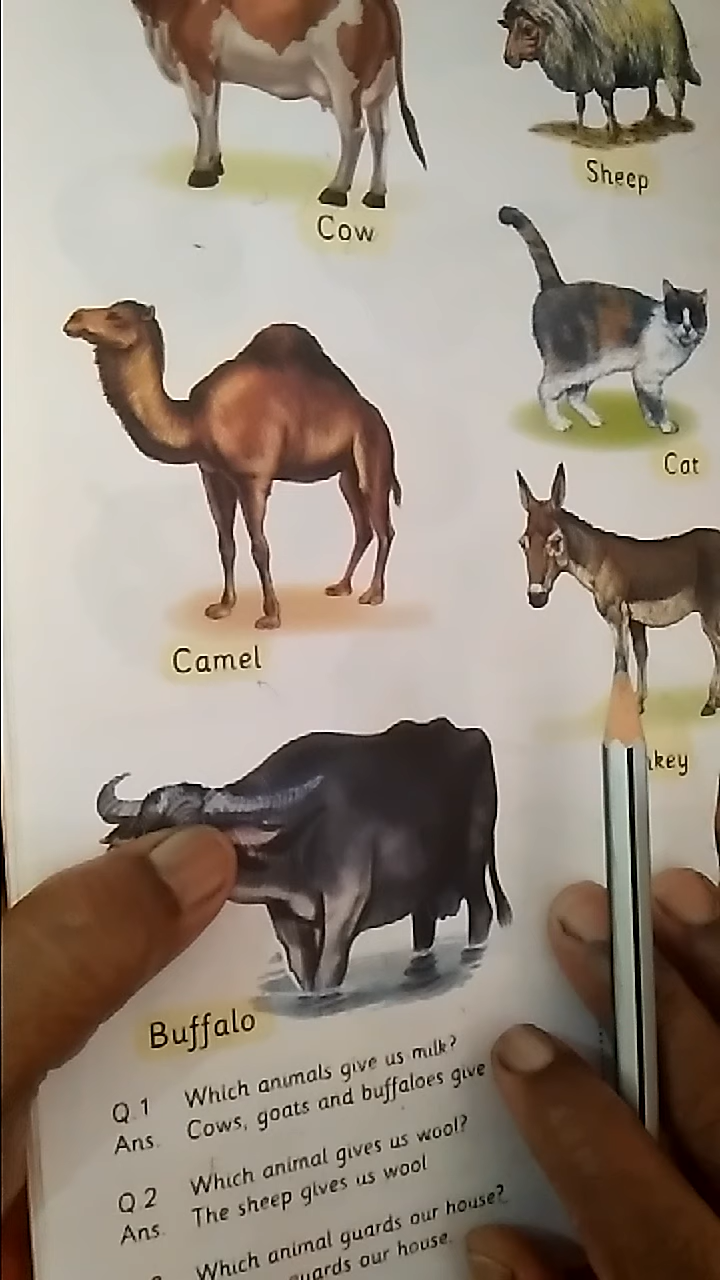 Sheep
Cow
Cat
Camel
nkey
Buffalo
Q.1 Which animals give us milk?
Ans. Cows, goats and buffaloes give
Q.2 Which animal gives us wool?
Ans. The sheep gives us wool
Which animal guards our house?
guards our house.